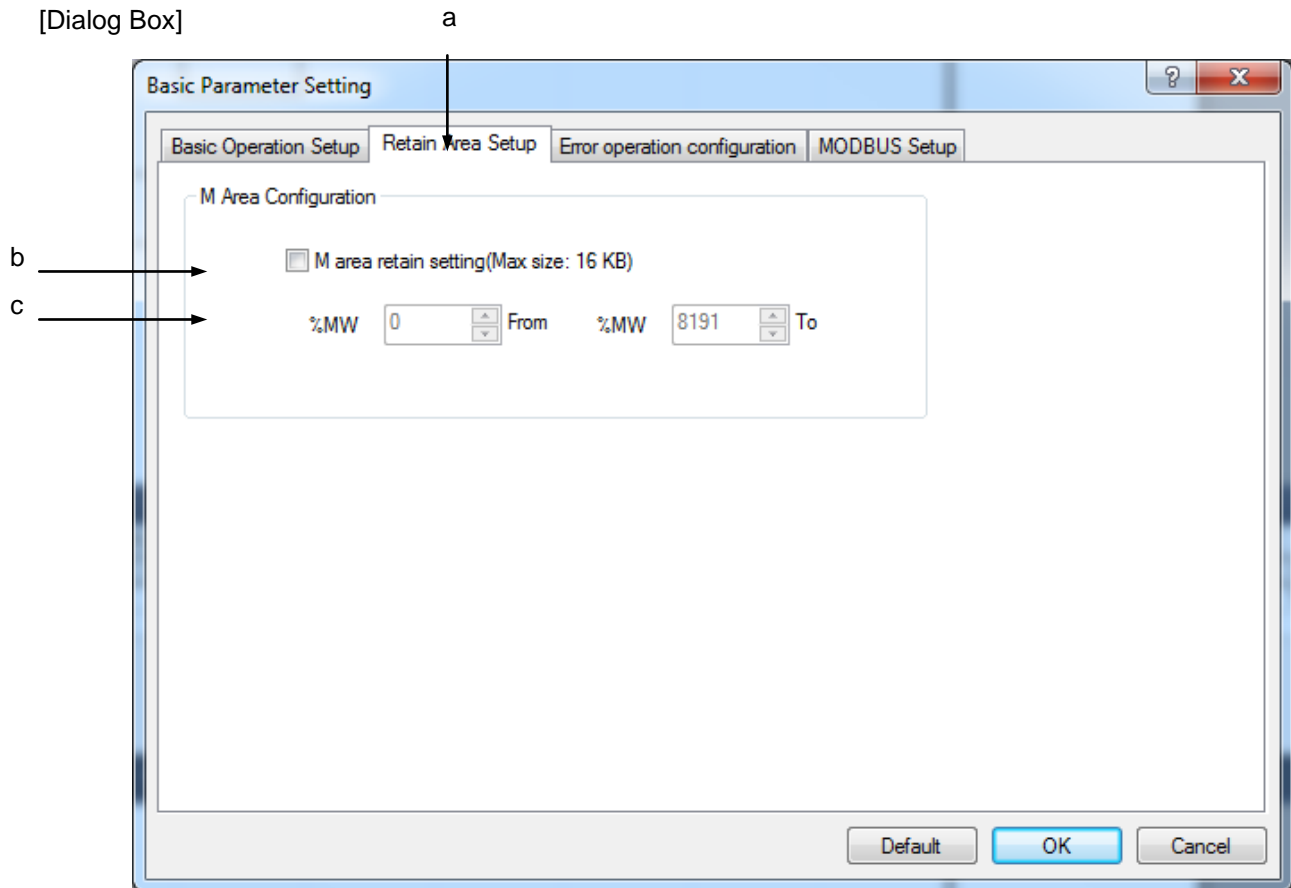 [Dialog Box]
a
Basic Parameter Setting
Basic Operation Setup Retain Area Setup Error operation configuration MODBUS Setup
M Area Configuration
b
M area retain setting(Max size: 16 KB)
c
%MW 0 From %MW 8191 To
Default OK Cancel